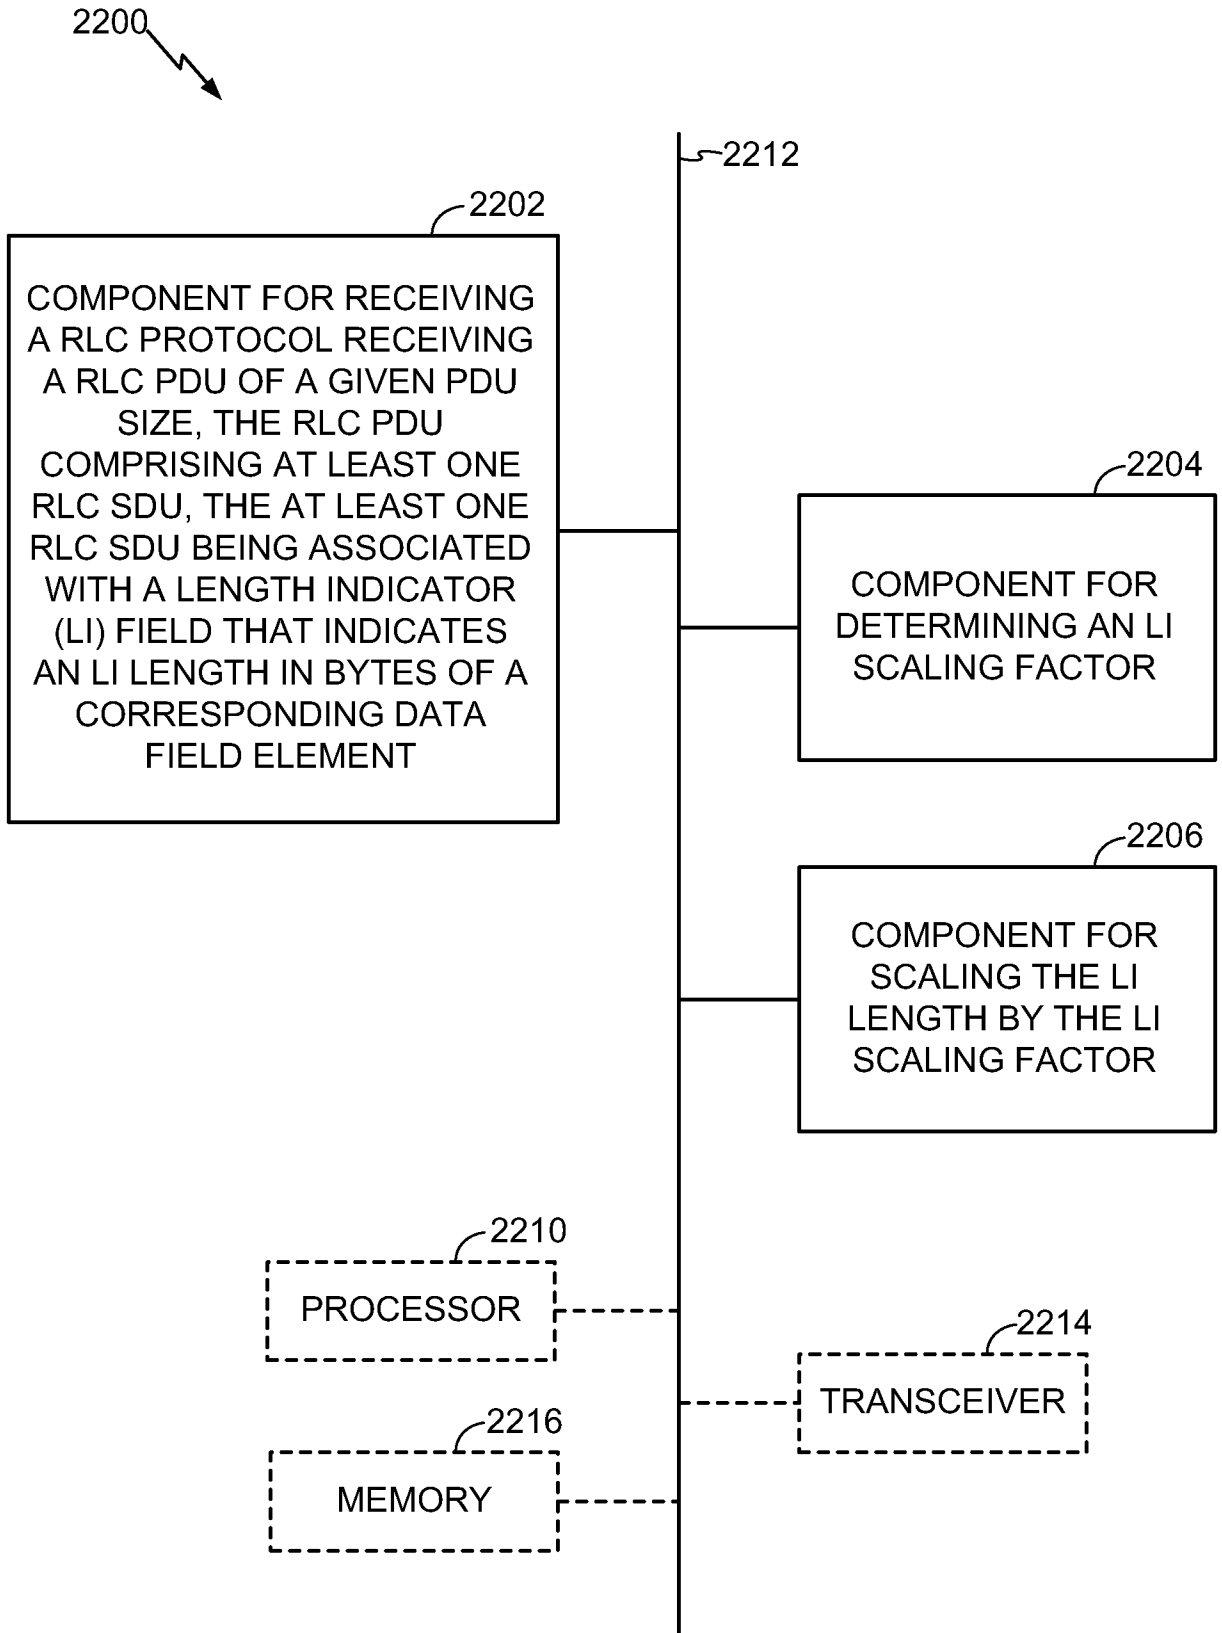 2200
2212
2202
COMPONENT FOR RECEIVING
A RLC PROTOCOL RECEIVING
A RLC PDU OF A GIVEN PDU
SIZE, THE RLC PDU
COMPRISING AT LEAST ONE
RLC SDU, THE AT LEAST ONE
RLC SDU BEING ASSOCIATED
WITH A LENGTH INDICATOR
(LI) FIELD THAT INDICATES
AN LI LENGTH IN BYTES OF A
CORRESPONDING DATA
FIELD ELEMENT
2204
COMPONENT FOR
DETERMINING AN LI
SCALING FACTOR
2206
COMPONENT FOR
SCALING THE LI
LENGTH BY THE LI
SCALING FACTOR
2210
PROCESSOR
2214
TRANSCEIVER
2216
MEMORY